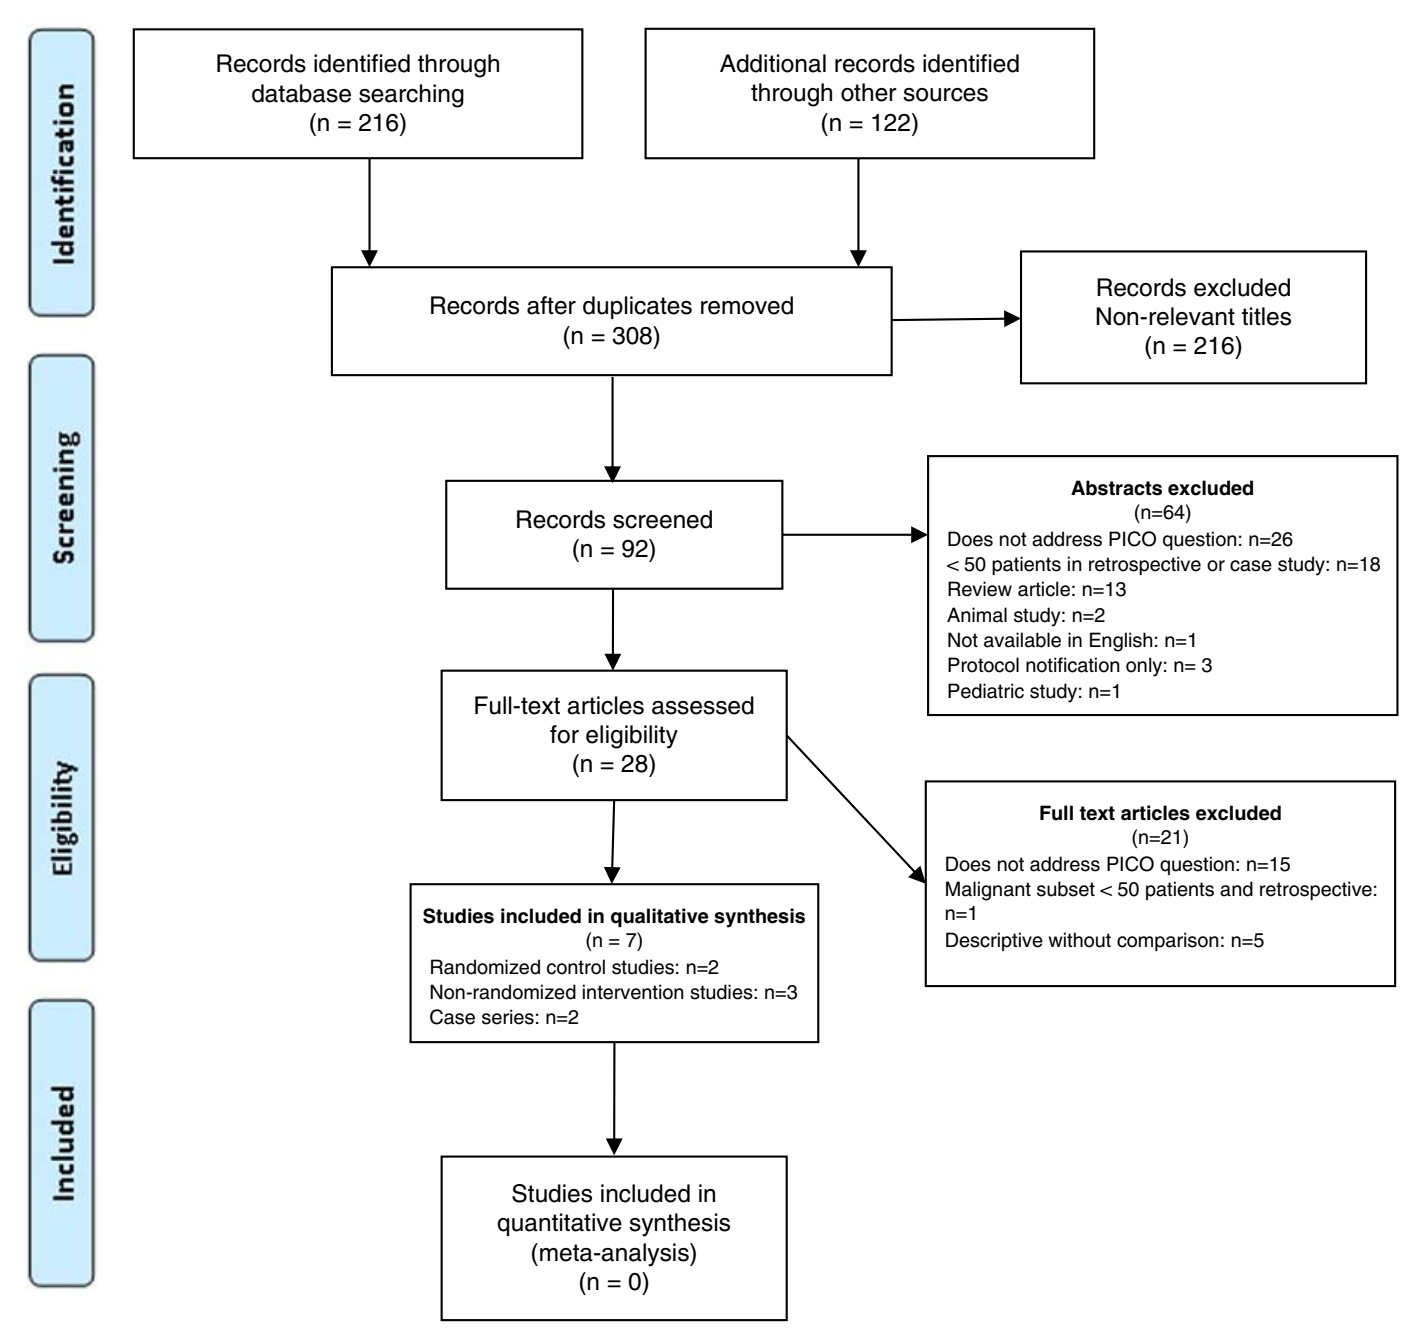 Identification
Records identified through
database searching
(n = 216)
Additional records identified
through other sources
(n = 122)
Records after duplicates removed
(n = 308)
Records excluded
Non-relevant titles
(n = 216)
Screening
Records screened
(n = 92)
Abstracts excluded
(n=64)
Does not address PICO question: n=26
< 50 patients in retrospective or case study: n=18
Review article: n=13
Animal study: n=2
Not available in English: n=1
Protocol notification only: n= 3
Pediatric study: n=1
Eligibility
Full-text articles assessed
for eligibility
(n = 28)
Full text articles excluded
(n=21)
Does not address PICO question: n=15
Malignant subset < 50 patients and retrospective:
n=1
Descriptive without comparison: n=5
Studies included in qualitative synthesis
(n = 7)
Randomized control studies: n=2
Non-randomized intervention studies: n=3
Case series: n=2
Included
Studies included in
quantitative synthesis
(meta-analysis)
(n = 0)